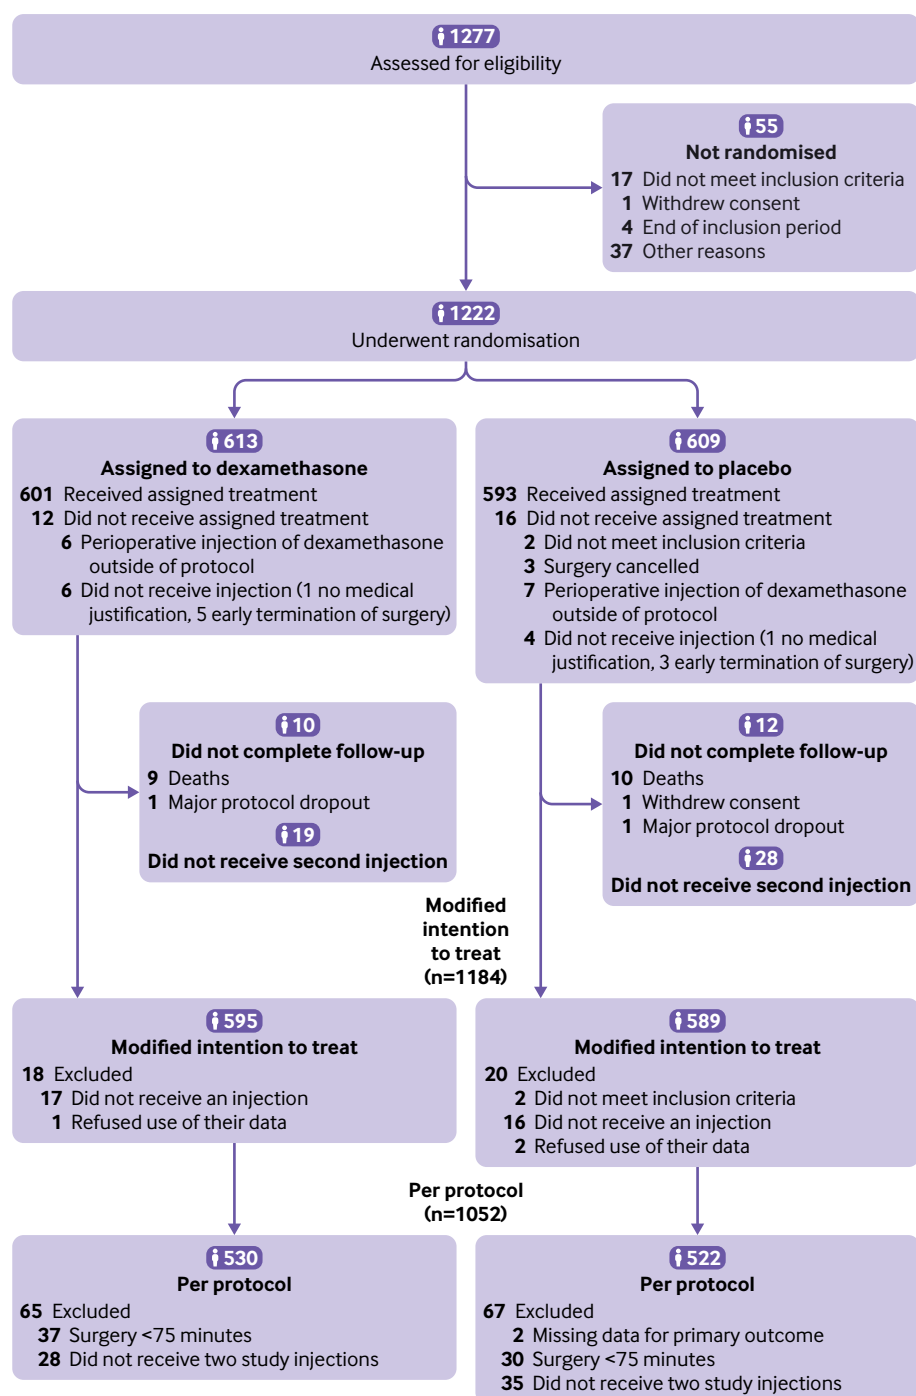 1277
Assessed for eligibility
55
Not randomised
17 Did not meet inclusion criteria
1 Withdrew consent
4 End of inclusion period
37 Other reasons
1222
Underwent randomisation
613
Assigned to dexamethasone
601 Received assigned treatment
12 Did not receive assigned treatment
6 Perioperative injection of dexamethasone
outside of protocol
6 Did not receive injection (1 no medical
justification, 5 early termination of surgery)
609
Assigned to placebo
593 Received assigned treatment
16 Did not receive assigned treatment
2 Did not meet inclusion criteria
3 Surgery cancelled
7 Perioperative injection of dexamethasone
outside of protocol
4 Did not receive injection (1 no medical
justification, 3 early termination of surgery)
10
Did not complete follow-up
9 Deaths
1 Major protocol dropout
19
Did not receive second injection
12
Did not complete follow-up
10 Deaths
1 Withdrew consent
1 Major protocol dropout
28
Did not receive second injection
Modified
intention
to treat
(n=1184)
595
Modified intention to treat
18 Excluded
17 Did not receive an injection
1 Refused use of their data
589
Modified intention to treat
20 Excluded
2 Did not meet inclusion criteria
16 Did not receive an injection
2 Refused use of their data
Per protocol
(n=1052)
530
Per protocol
65 Excluded
37 Surgery <75 minutes
28 Did not receive two study injections
522
Per protocol
67 Excluded
2 Missing data for primary outcome
30 Surgery <75 minutes
35 Did not receive two study injections